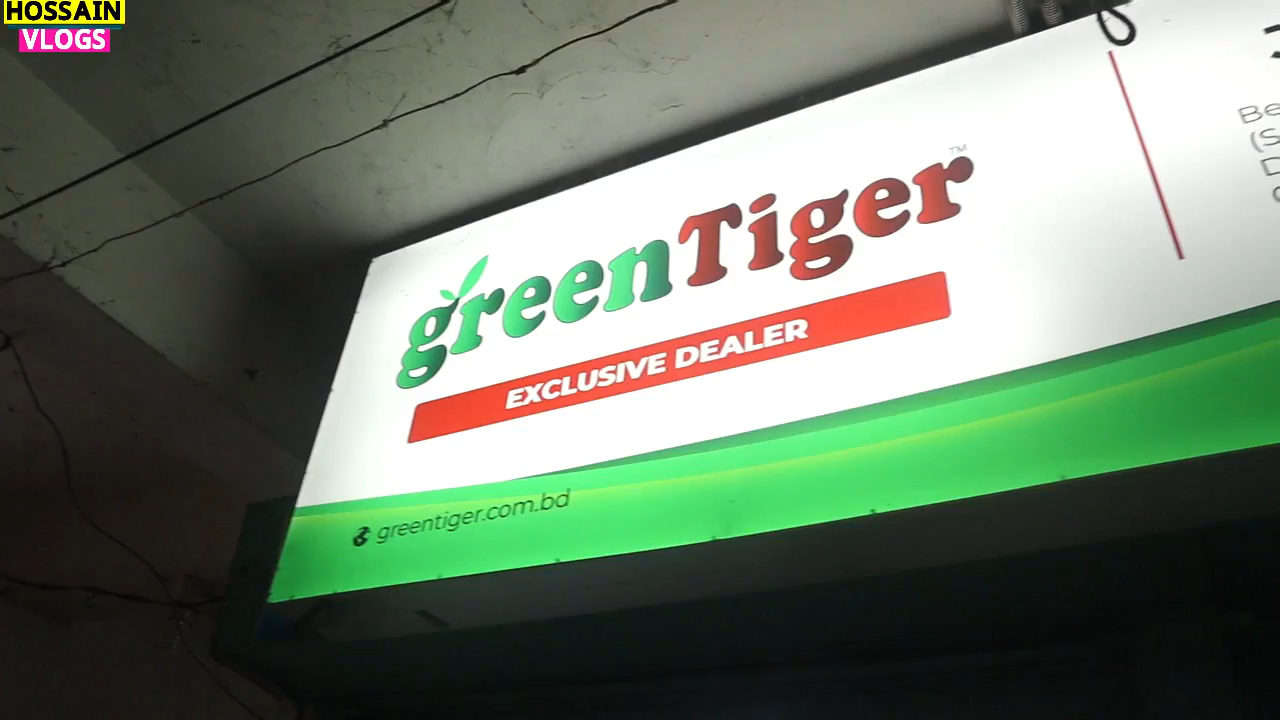 HOSSAIN
VLOGS
greenTiger™
EXCLUSIVE DEALER
greentiger.com.bd